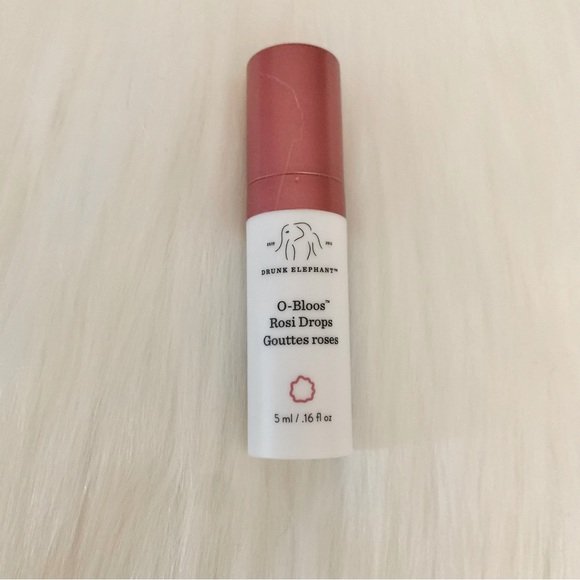 DRUNK ELEPHANT™
O-Bloos™
Rosi Drops
Gouttes roses
5 ml / .16 fl oz